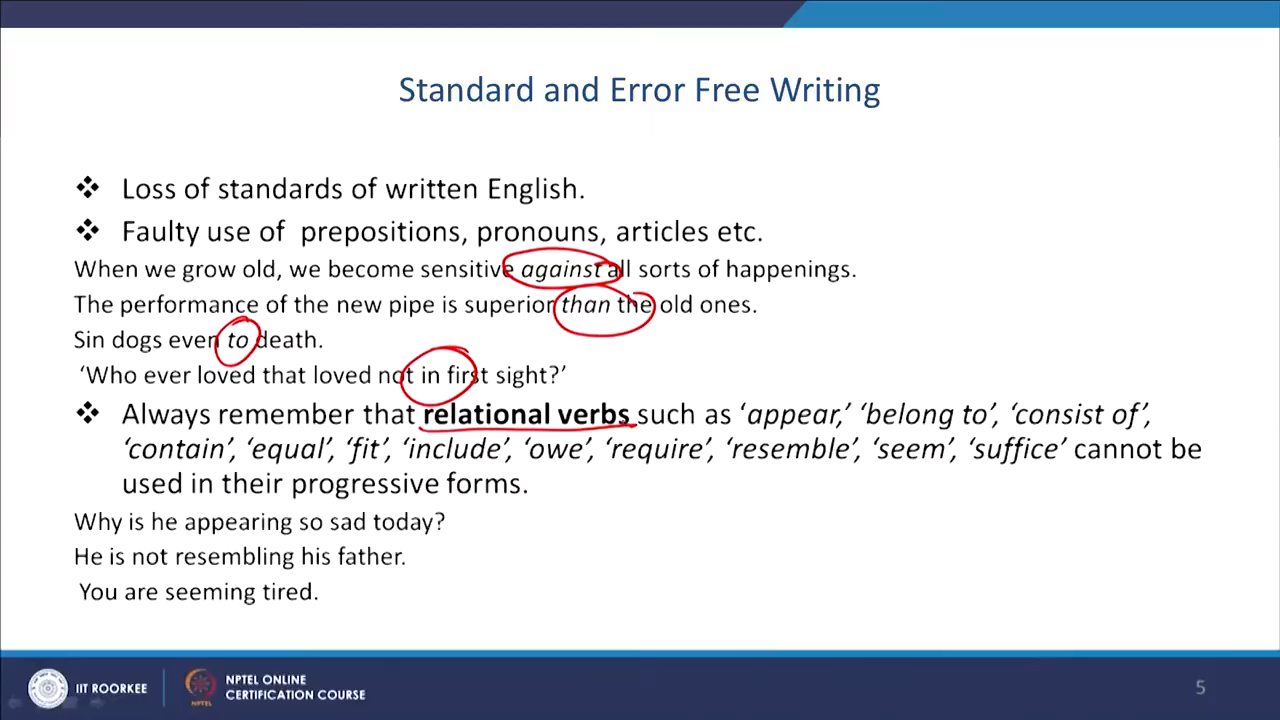 Standard and Error Free Writing
❖ Loss of standards of written English.
❖ Faulty use of prepositions, pronouns, articles etc.
When we grow old, we become sensitive against all sorts of happenings.
The performance of the new pipe is superior than the old ones.
Sin dogs even to death.
‘Who ever loved that loved not in first sight?’
❖ Always remember that relational verbs such as ‘appear,’ ‘belong to’, ‘consist of’,
‘contain’, ‘equal’, ‘fit’, ‘include’, ‘owe’, ‘require’, ‘resemble’, ‘seem’, ‘suffice’ cannot be
used in their progressive forms.
Why is he appearing so sad today?
He is not resembling his father.
You are seeming tired.
IIT ROORKEE
NPTEL
NPTEL ONLINE
CERTIFICATION COURSE
5